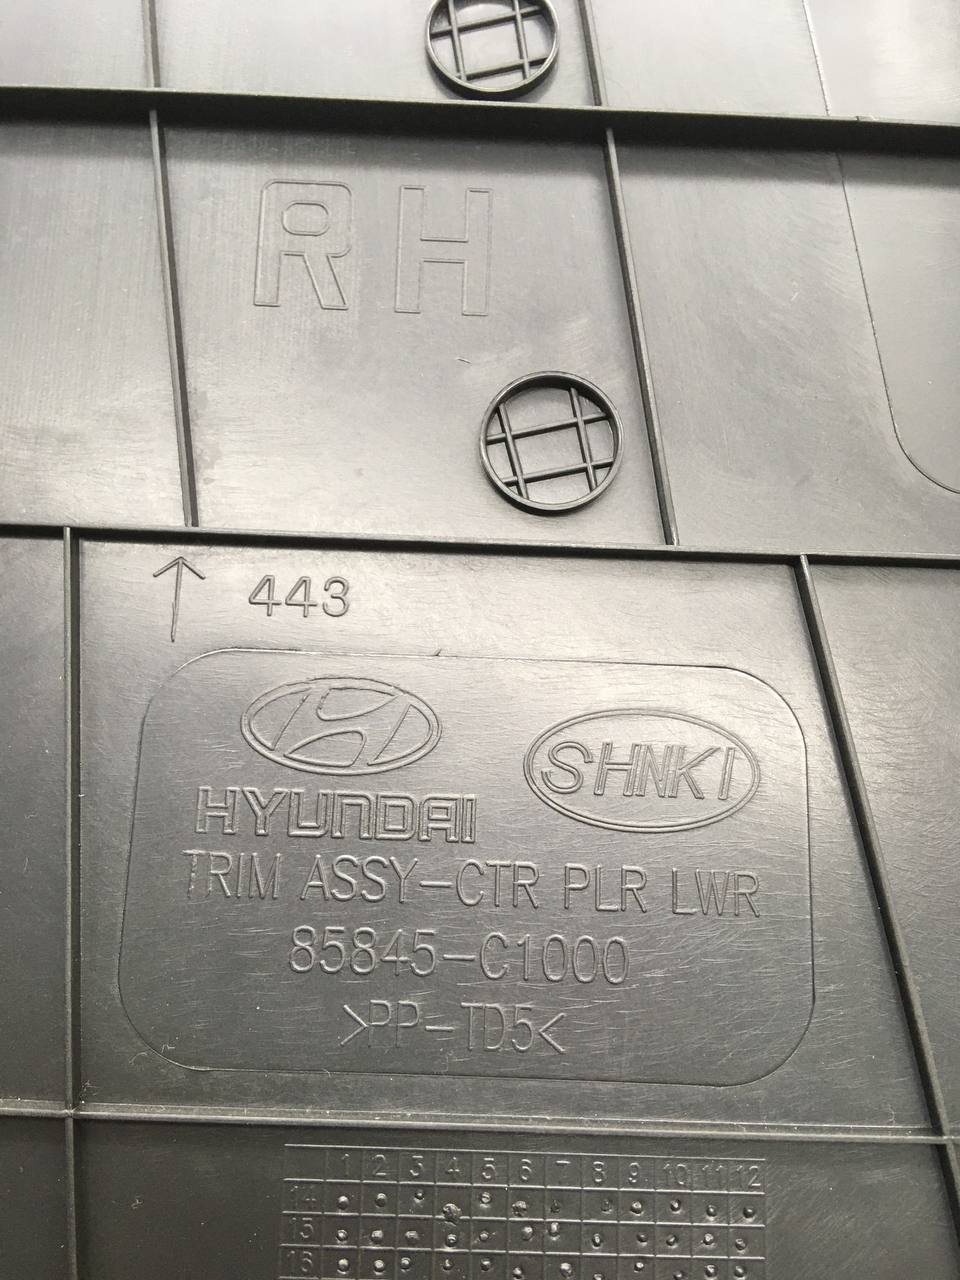 RH
443
HYUNDAI
SHNKI
TRIM ASSY-CTR PLR LWR
85845-C1000
>PP-TD5<
1 2 3 4 5 6 7 8 9 10 11 12
14
15
16